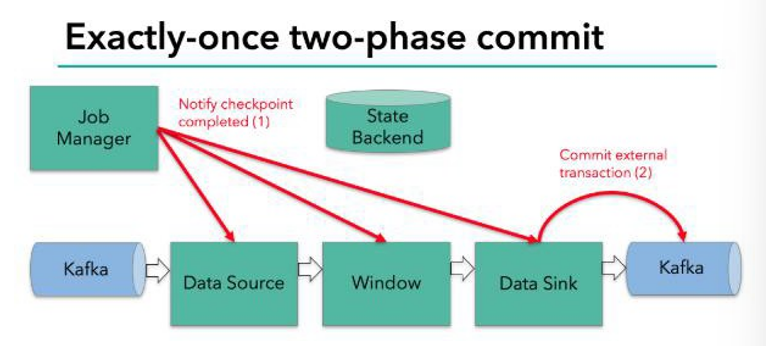 Exactly-once two-phase commit
Job
Manager
Notify checkpoint
completed (1)
State
Backend
Commit external
transaction (2)
Kafka
Data Source
Window
Data Sink
Kafka